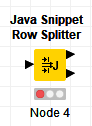 Java Snippet
Row Splitter
J
Node 4